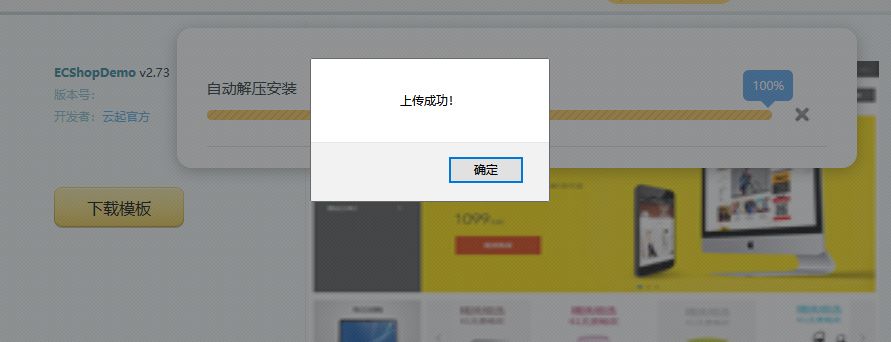 ECShopDemo v2.73
版本号：
开发者：云起官方
自动解压安装
100%
上传成功！
确定
下载模板
1099